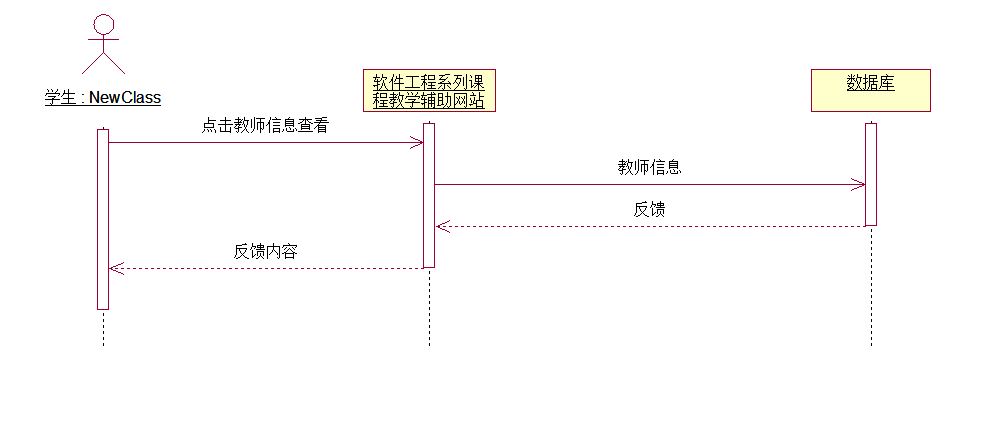 学生 : NewClass
软件工程系列课
程教学辅助网站
数据库
点击教师信息查看
教师信息
反馈
反馈内容